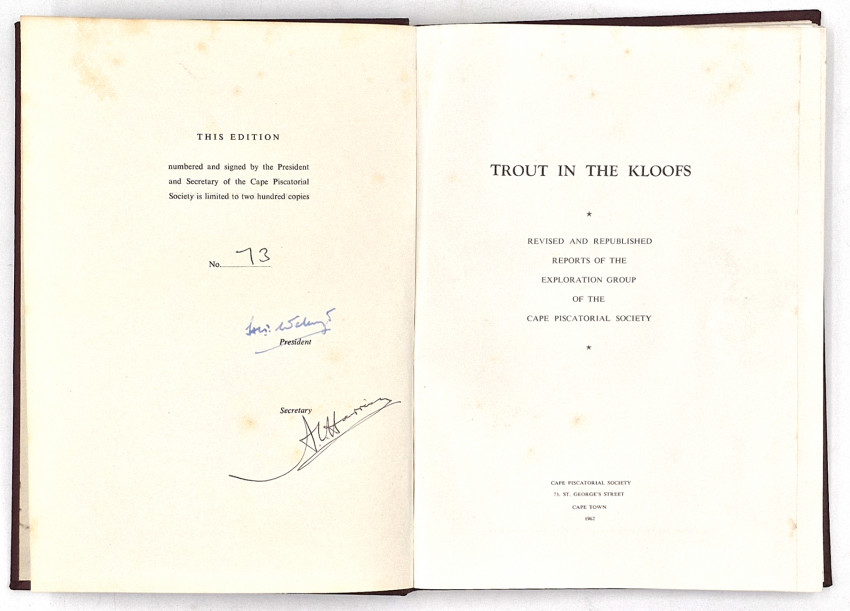 THIS EDITION
numbered and signed by the President
and Secretary of the Cape Piscatorial
Society is limited to two hundred copies
No. 73
President
Secretary
A. C. Harrison
TROUT IN THE KLOOFS
*
REVISED AND REPUBLISHED
REPORTS OF THE
EXPLORATION GROUP
OF THE
CAPE PISCATORIAL SOCIETY
*
CAPE PISCATORIAL SOCIETY
ST. GEORGE'S STREET
CAPE TOWN